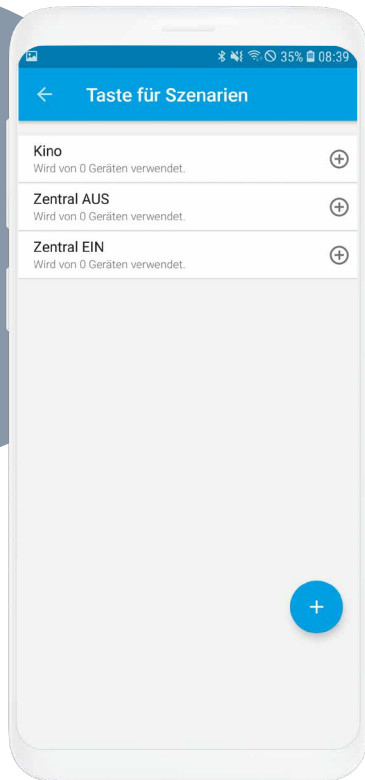 35% 08:39
Taste für Szenarien
Kino
Wird von 0 Geräten verwendet.
Zentral AUS
Wird von 0 Geräten verwendet.
Zentral EIN
Wird von 0 Geräten verwendet.